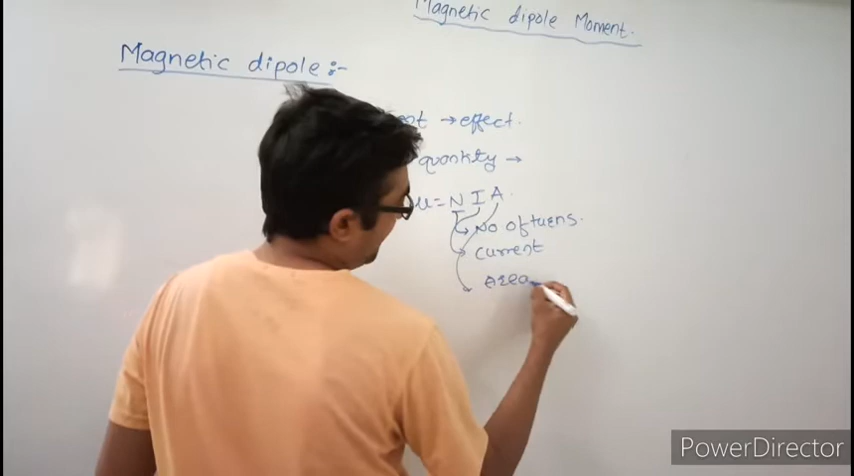 Magnetic dipole Moment.
Magnetic dipole :-
→ effect.
quantity →
μ = N I A
No of turns.
current
area
PowerDirector